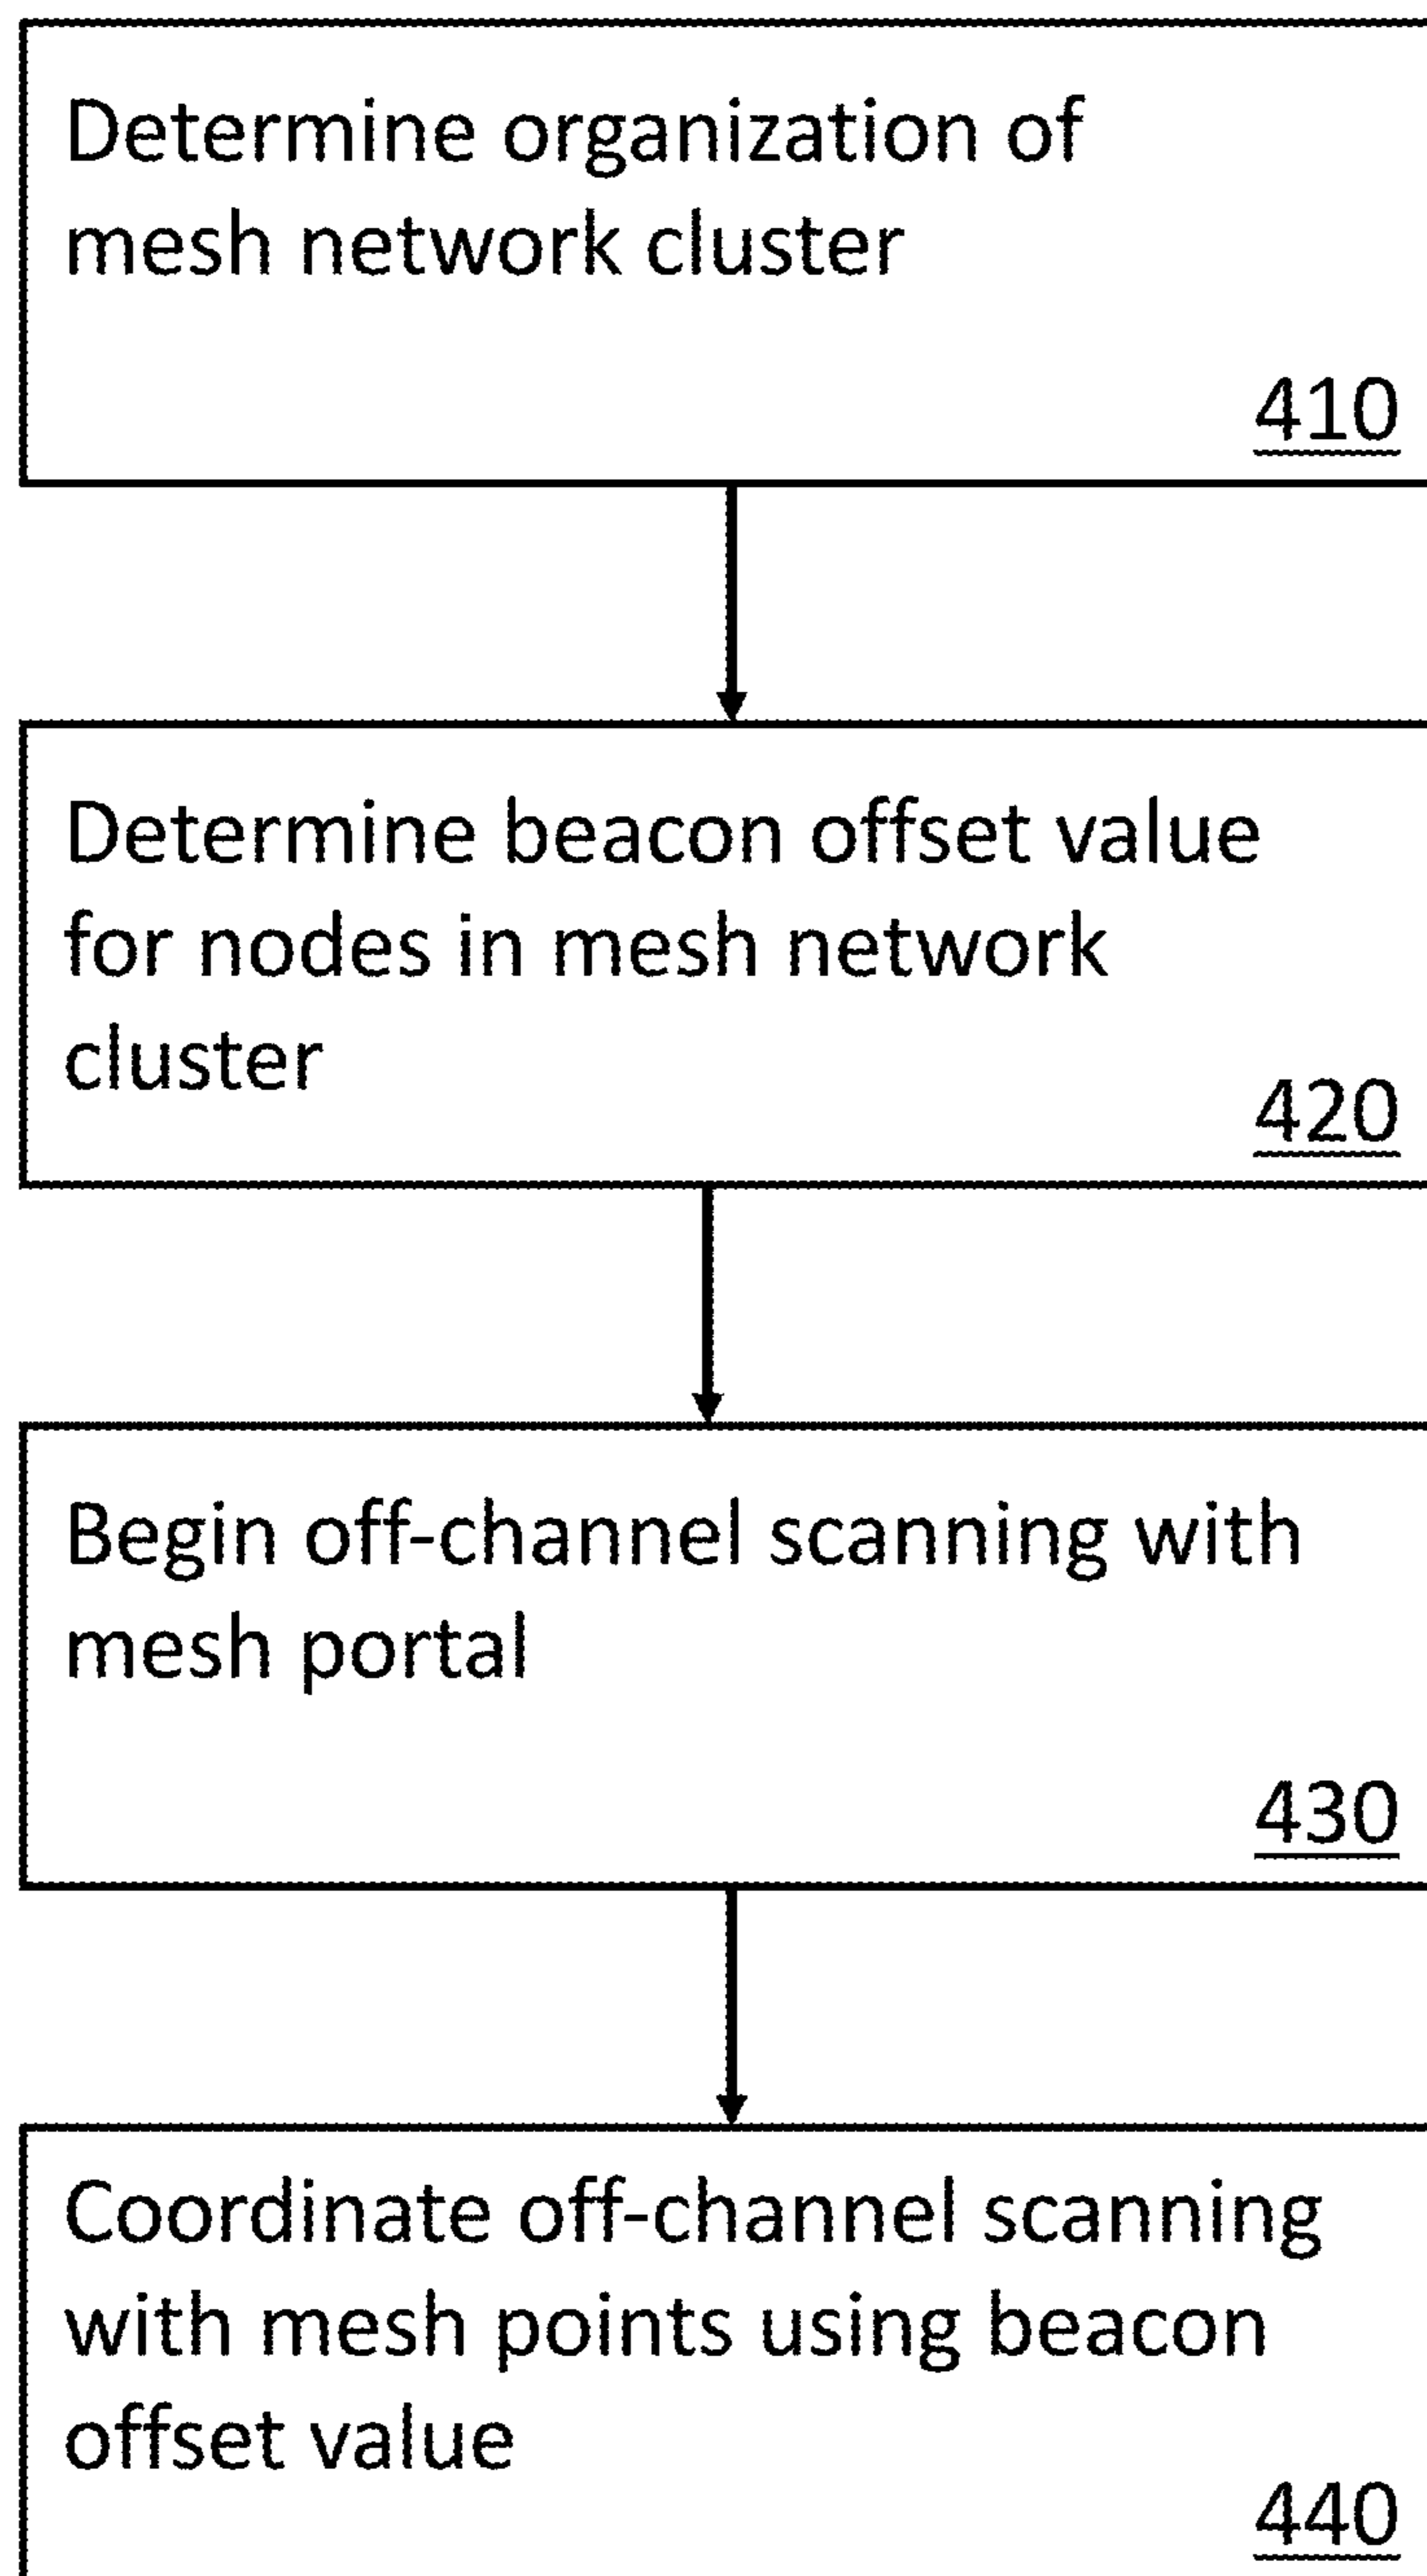 Determine organization of
mesh network cluster
410
Determine beacon offset value
for nodes in mesh network
cluster
420
Begin off-channel scanning with
mesh portal
430
Coordinate off-channel scanning
with mesh points using beacon
offset value
440